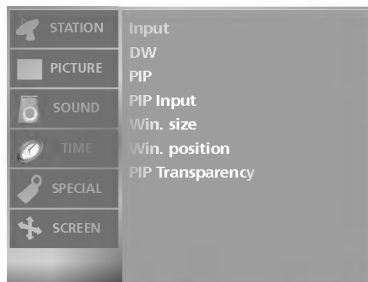 STATION
PICTURE
SOUND
TIME
SPECIAL
SCREEN
Input
DW
PIP
PIP Input
Win. size
Win. position
PIP Transparency